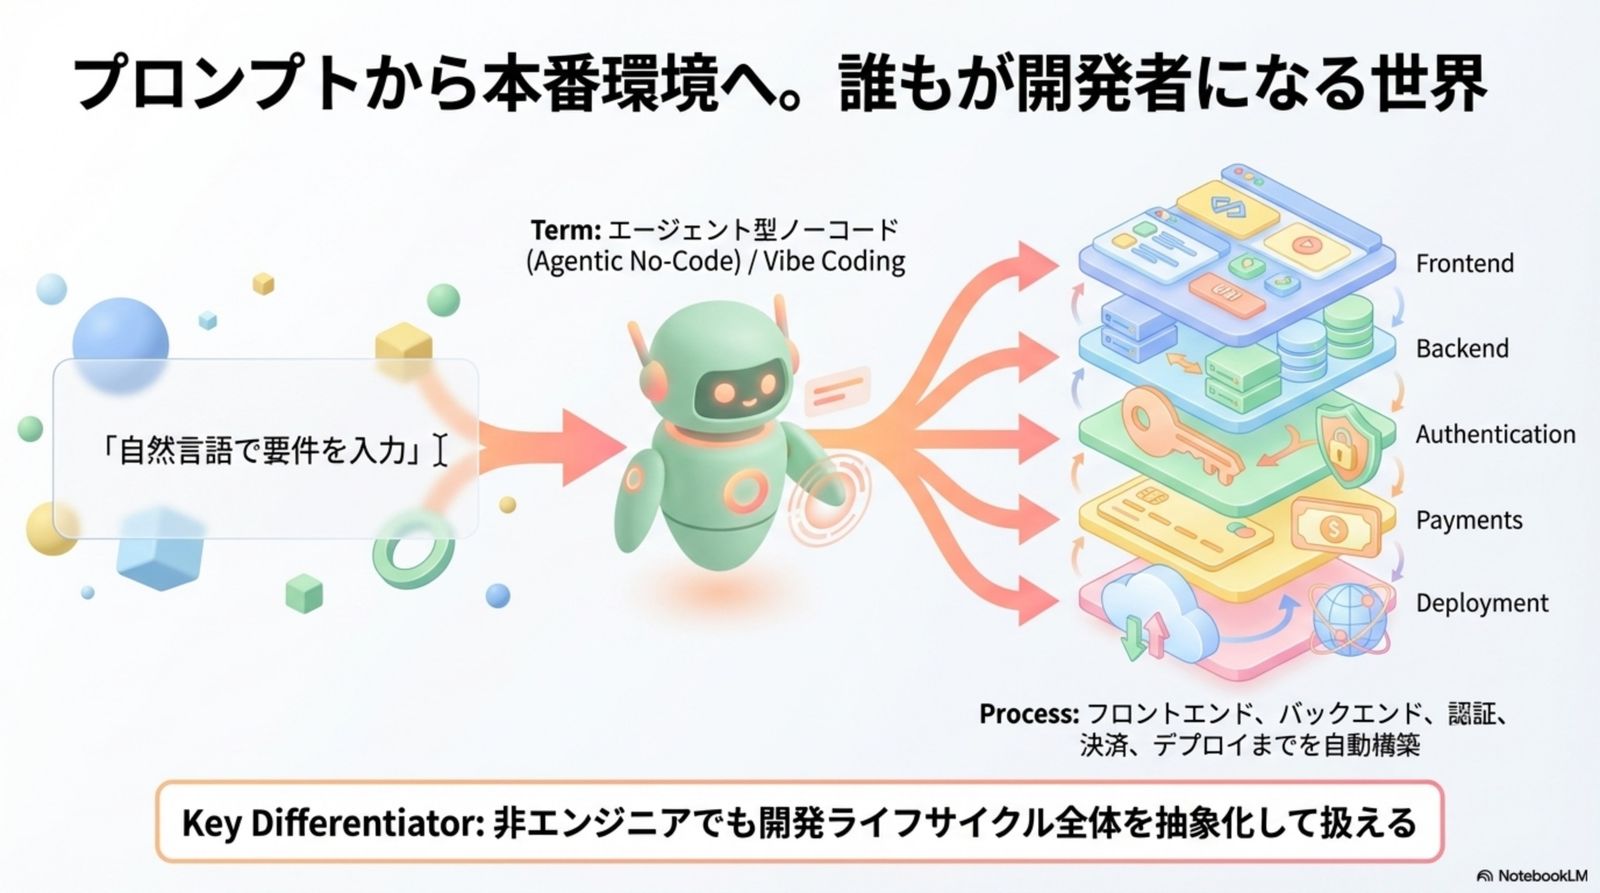 プロンプトから本番環境へ。誰もが開発者になる世界
Term: エージェント型ノーコード
(Agentic No-Code) / Vibe Coding
「自然言語で要件を入力」
Frontend
Backend
Authentication
Payments
Deployment
Process: フロントエンド、バックエンド、認証、
決済、デプロイまでを自動構築
Key Differentiator: 非エンジニアでも開発ライフサイクル全体を抽象化して扱える
NotebookLM